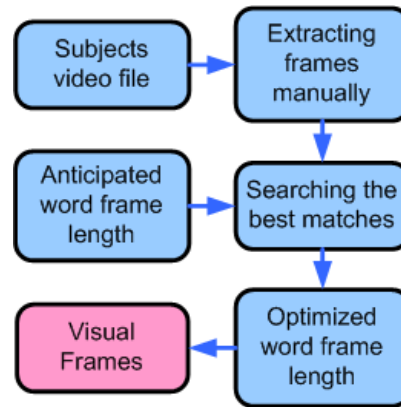 Subjects
video file
Extracting
frames
manually
Anticipated
word frame
length
Searching the
best matches
Visual
Frames
Optimized
word frame
length